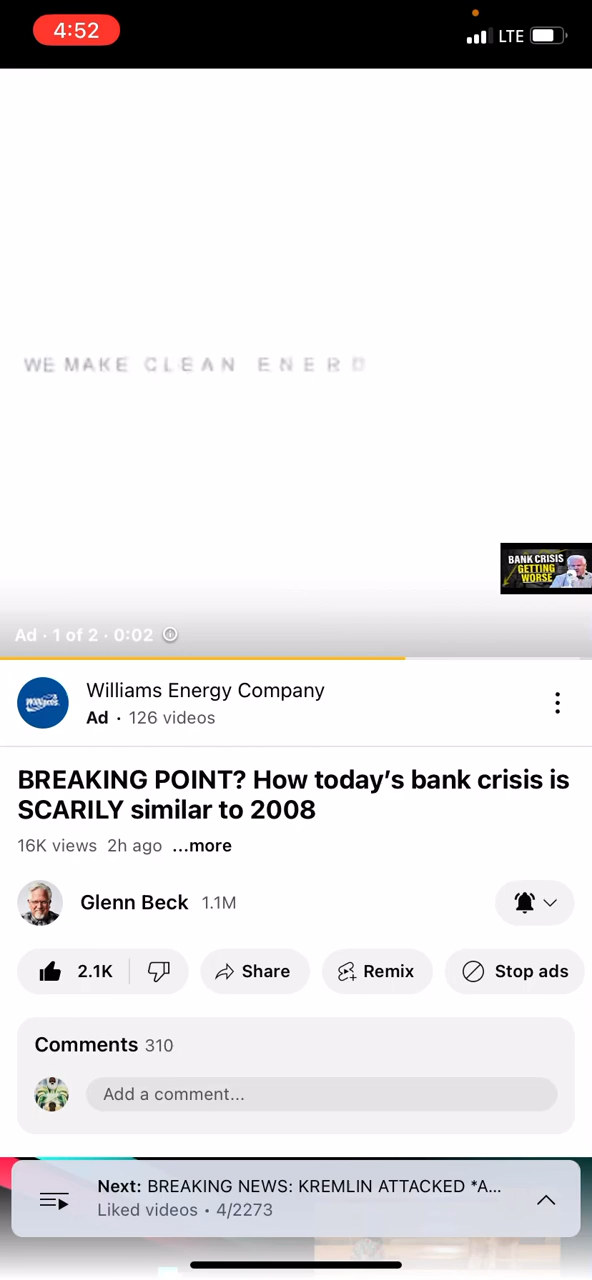 4:52
LTE
WE MAKE CLEAN ENER
BANK CRISIS
GETTING
WORSE
Ad · 1 of 2 · 0:02
Williams
Williams Energy Company
Ad · 126 videos
BREAKING POINT? How today's bank crisis is
SCARILY similar to 2008
16K views 2h ago ...more
Glenn Beck 1.1M
2.1K
Share
Remix
Stop ads
Comments 310
Add a comment...
Next: BREAKING NEWS: KREMLIN ATTACKED *A...
Liked videos • 4/2273